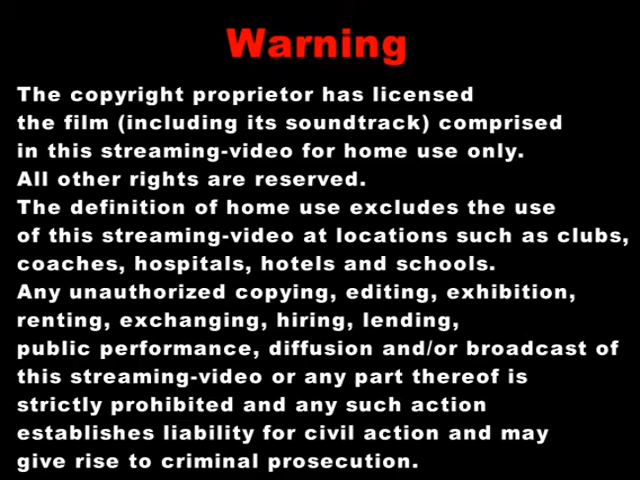 Warning
The copyright proprietor has licensed
the film (including its soundtrack) comprised
in this streaming-video for home use only.
All other rights are reserved.
The definition of home use excludes the use
of this streaming-video at locations such as clubs,
coaches, hospitals, hotels and schools.
Any unauthorized copying, editing, exhibition,
renting, exchanging, hiring, lending,
public performance, diffusion and/or broadcast of
this streaming-video or any part thereof is
strictly prohibited and any such action
establishes liability for civil action and may
give rise to criminal prosecution.